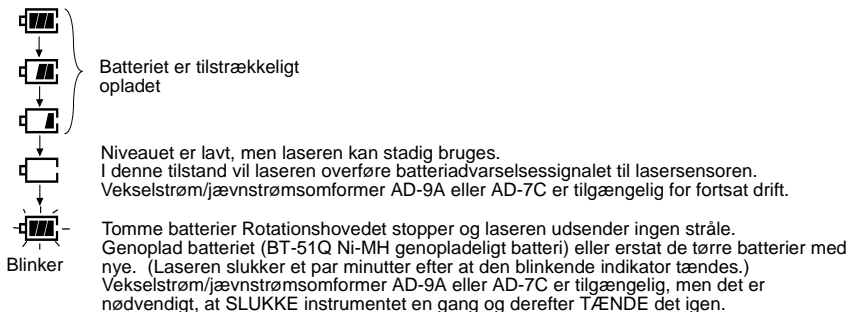 Batteriet er tilstrækkeligt
opladet
Niveauet er lavt, men laseren kan stadig bruges.
I denne tilstand vil laseren overføre batteriadvarselsessignalet til lasersensoren.
Vekselstrøm/jævnstrømsomformer AD-9A eller AD-7C er tilgængelig for fortsat drift.
Tomme batterier Rotationshovedet stopper og laseren udsender ingen stråle.
Genoplad batteriet (BT-51Q Ni-MH genopladeligt batteri) eller erstat de tørre batterier med
nye. (Laseren slukker et par minutter efter at den blinkende indikator tændes.)
Vekselstrøm/jævnstrømsomformer AD-9A eller AD-7C er tilgængelig, men det er
nødvendigt, at SLUKKE instrumentet en gang og derefter TÆNDE det igen.
Blinker